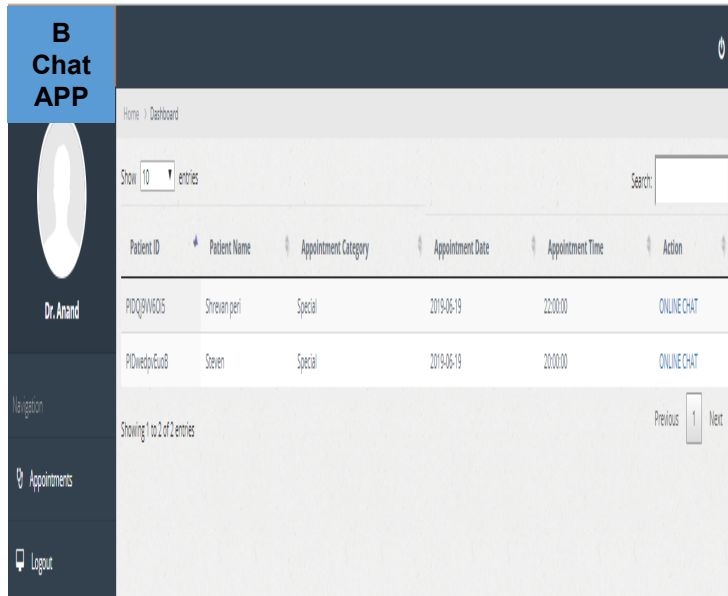 B
Chat
APP
Home > Dashboard
Show 10 entries
Search:
Patient ID Patient Name Appointment Category Appointment Date Appointment Time Action
Shrevan peri Special 2019-06-19 22:00:00 ONLINE CHAT
PIDwedpvEuoB Steven Special 2019-06-19 20:00:00 ONLINE CHAT
Showing 1 to 2 of 2 entries
Previous 1 Next
Dr. Anand
Navigation
Appointments
Logout